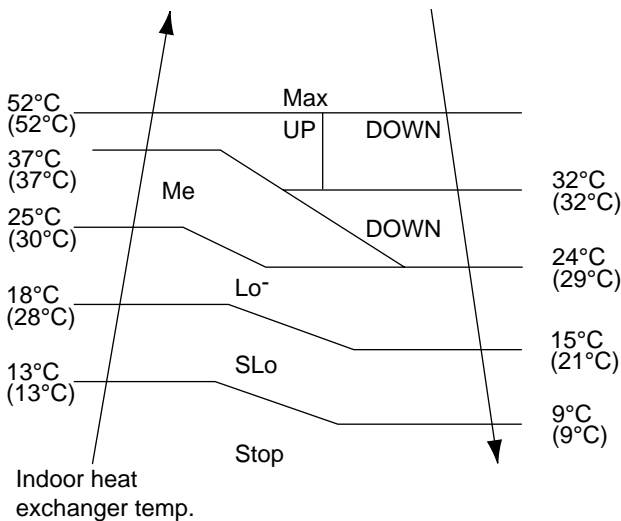 Max
52°C
(52°C)
UP DOWN
37°C
(37°C)
32°C
(32°C)
Me
25°C
(30°C)
DOWN
24°C
(29°C)
Lo-
18°C
(28°C)
15°C
(21°C)
SLo
13°C
(13°C)
9°C
(9°C)
Stop
Indoor heat
exchanger temp.